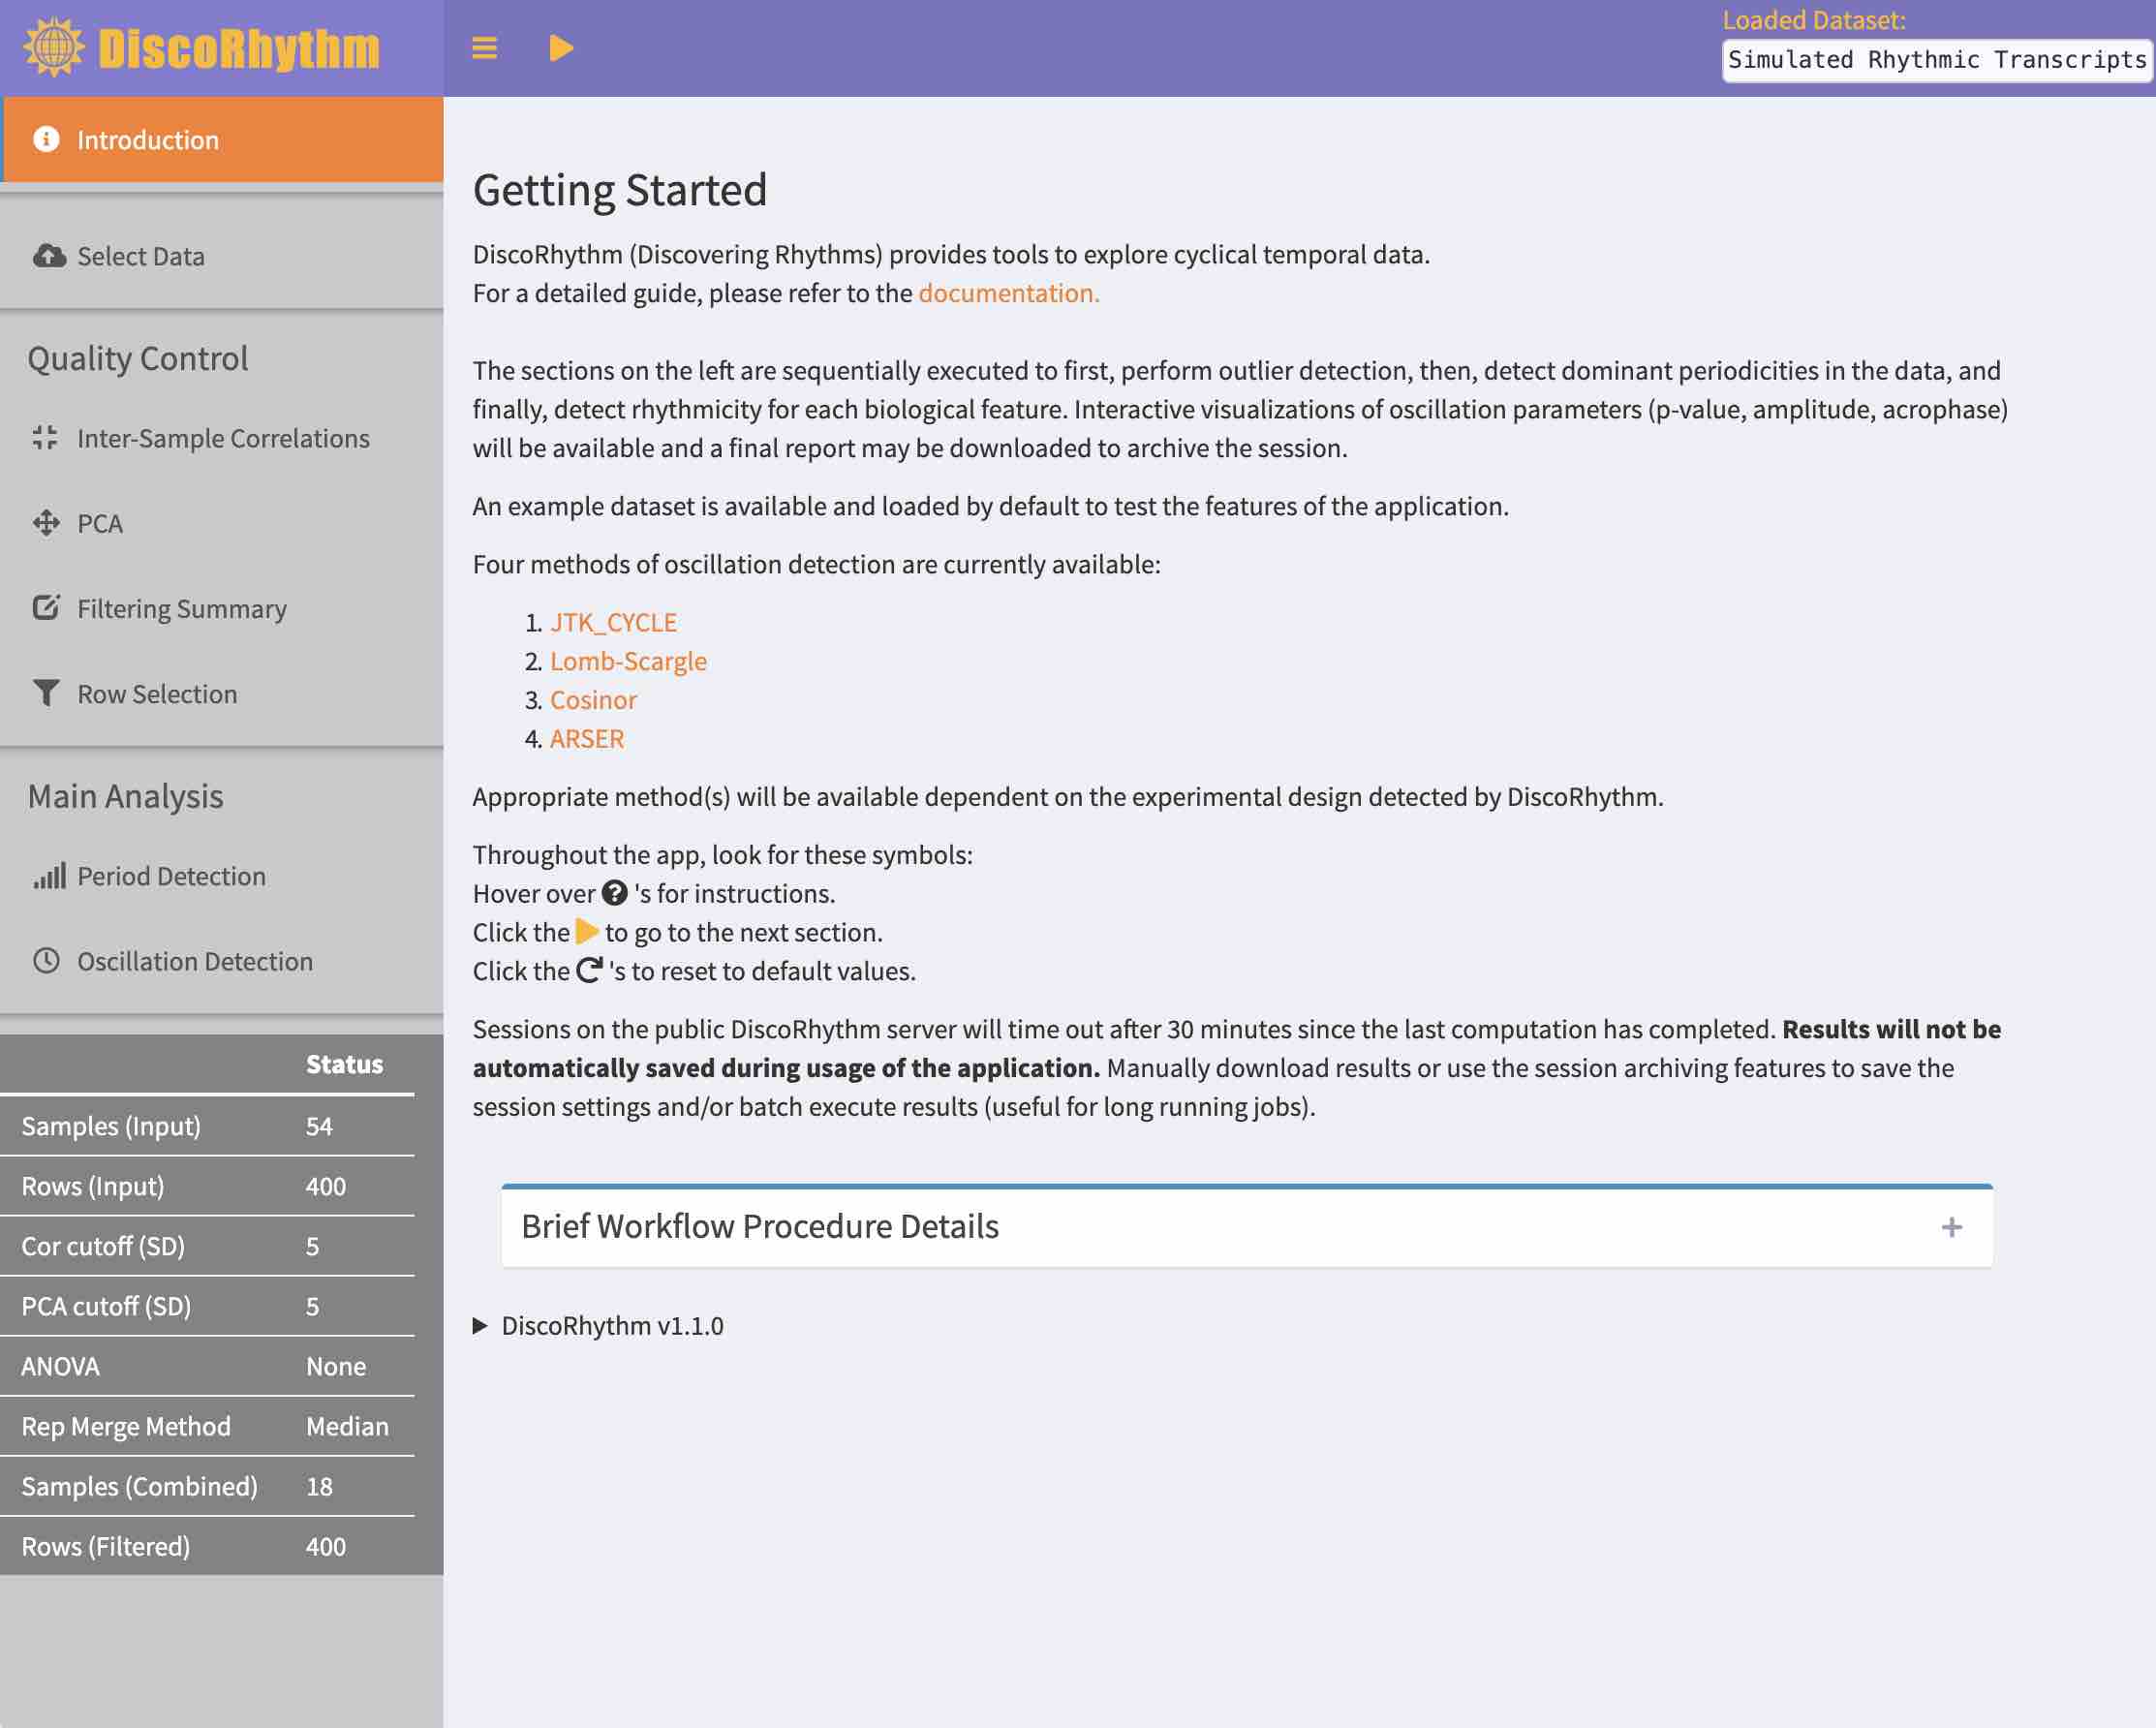 DiscoRhythm
Loaded Dataset:
Simulated Rhythmic Transcripts
Introduction
Select Data
Quality Control
Inter-Sample Correlations
PCA
Filtering Summary
Row Selection
Main Analysis
Period Detection
Oscillation Detection
Status
Samples (Input) 54
Rows (Input) 400
Cor cutoff (SD) 5
PCA cutoff (SD) 5
ANOVA None
Rep Merge Method Median
Samples (Combined) 18
Rows (Filtered) 400
Getting Started
DiscoRhythm (Discovering Rhythms) provides tools to explore cyclical temporal data.
For a detailed guide, please refer to the documentation.
The sections on the left are sequentially executed to first, perform outlier detection, then, detect dominant periodicities in the data, and
finally, detect rhythmicity for each biological feature. Interactive visualizations of oscillation parameters (p-value, amplitude, acrophase)
will be available and a final report may be downloaded to archive the session.
An example dataset is available and loaded by default to test the features of the application.
Four methods of oscillation detection are currently available:
1. JTK_CYCLE
2. Lomb-Scargle
3. Cosinor
4. ARSER
Appropriate method(s) will be available dependent on the experimental design detected by DiscoRhythm.
Throughout the app, look for these symbols:
Hover over ? 's for instructions.
Click the ▶ to go to the next section.
Click the 's to reset to default values.
Sessions on the public DiscoRhythm server will time out after 30 minutes since the last computation has completed. Results will not be
automatically saved during usage of the application. Manually download results or use the session archiving features to save the
session settings and/or batch execute results (useful for long running jobs).
Brief Workflow Procedure Details +
▶ DiscoRhythm v1.1.0